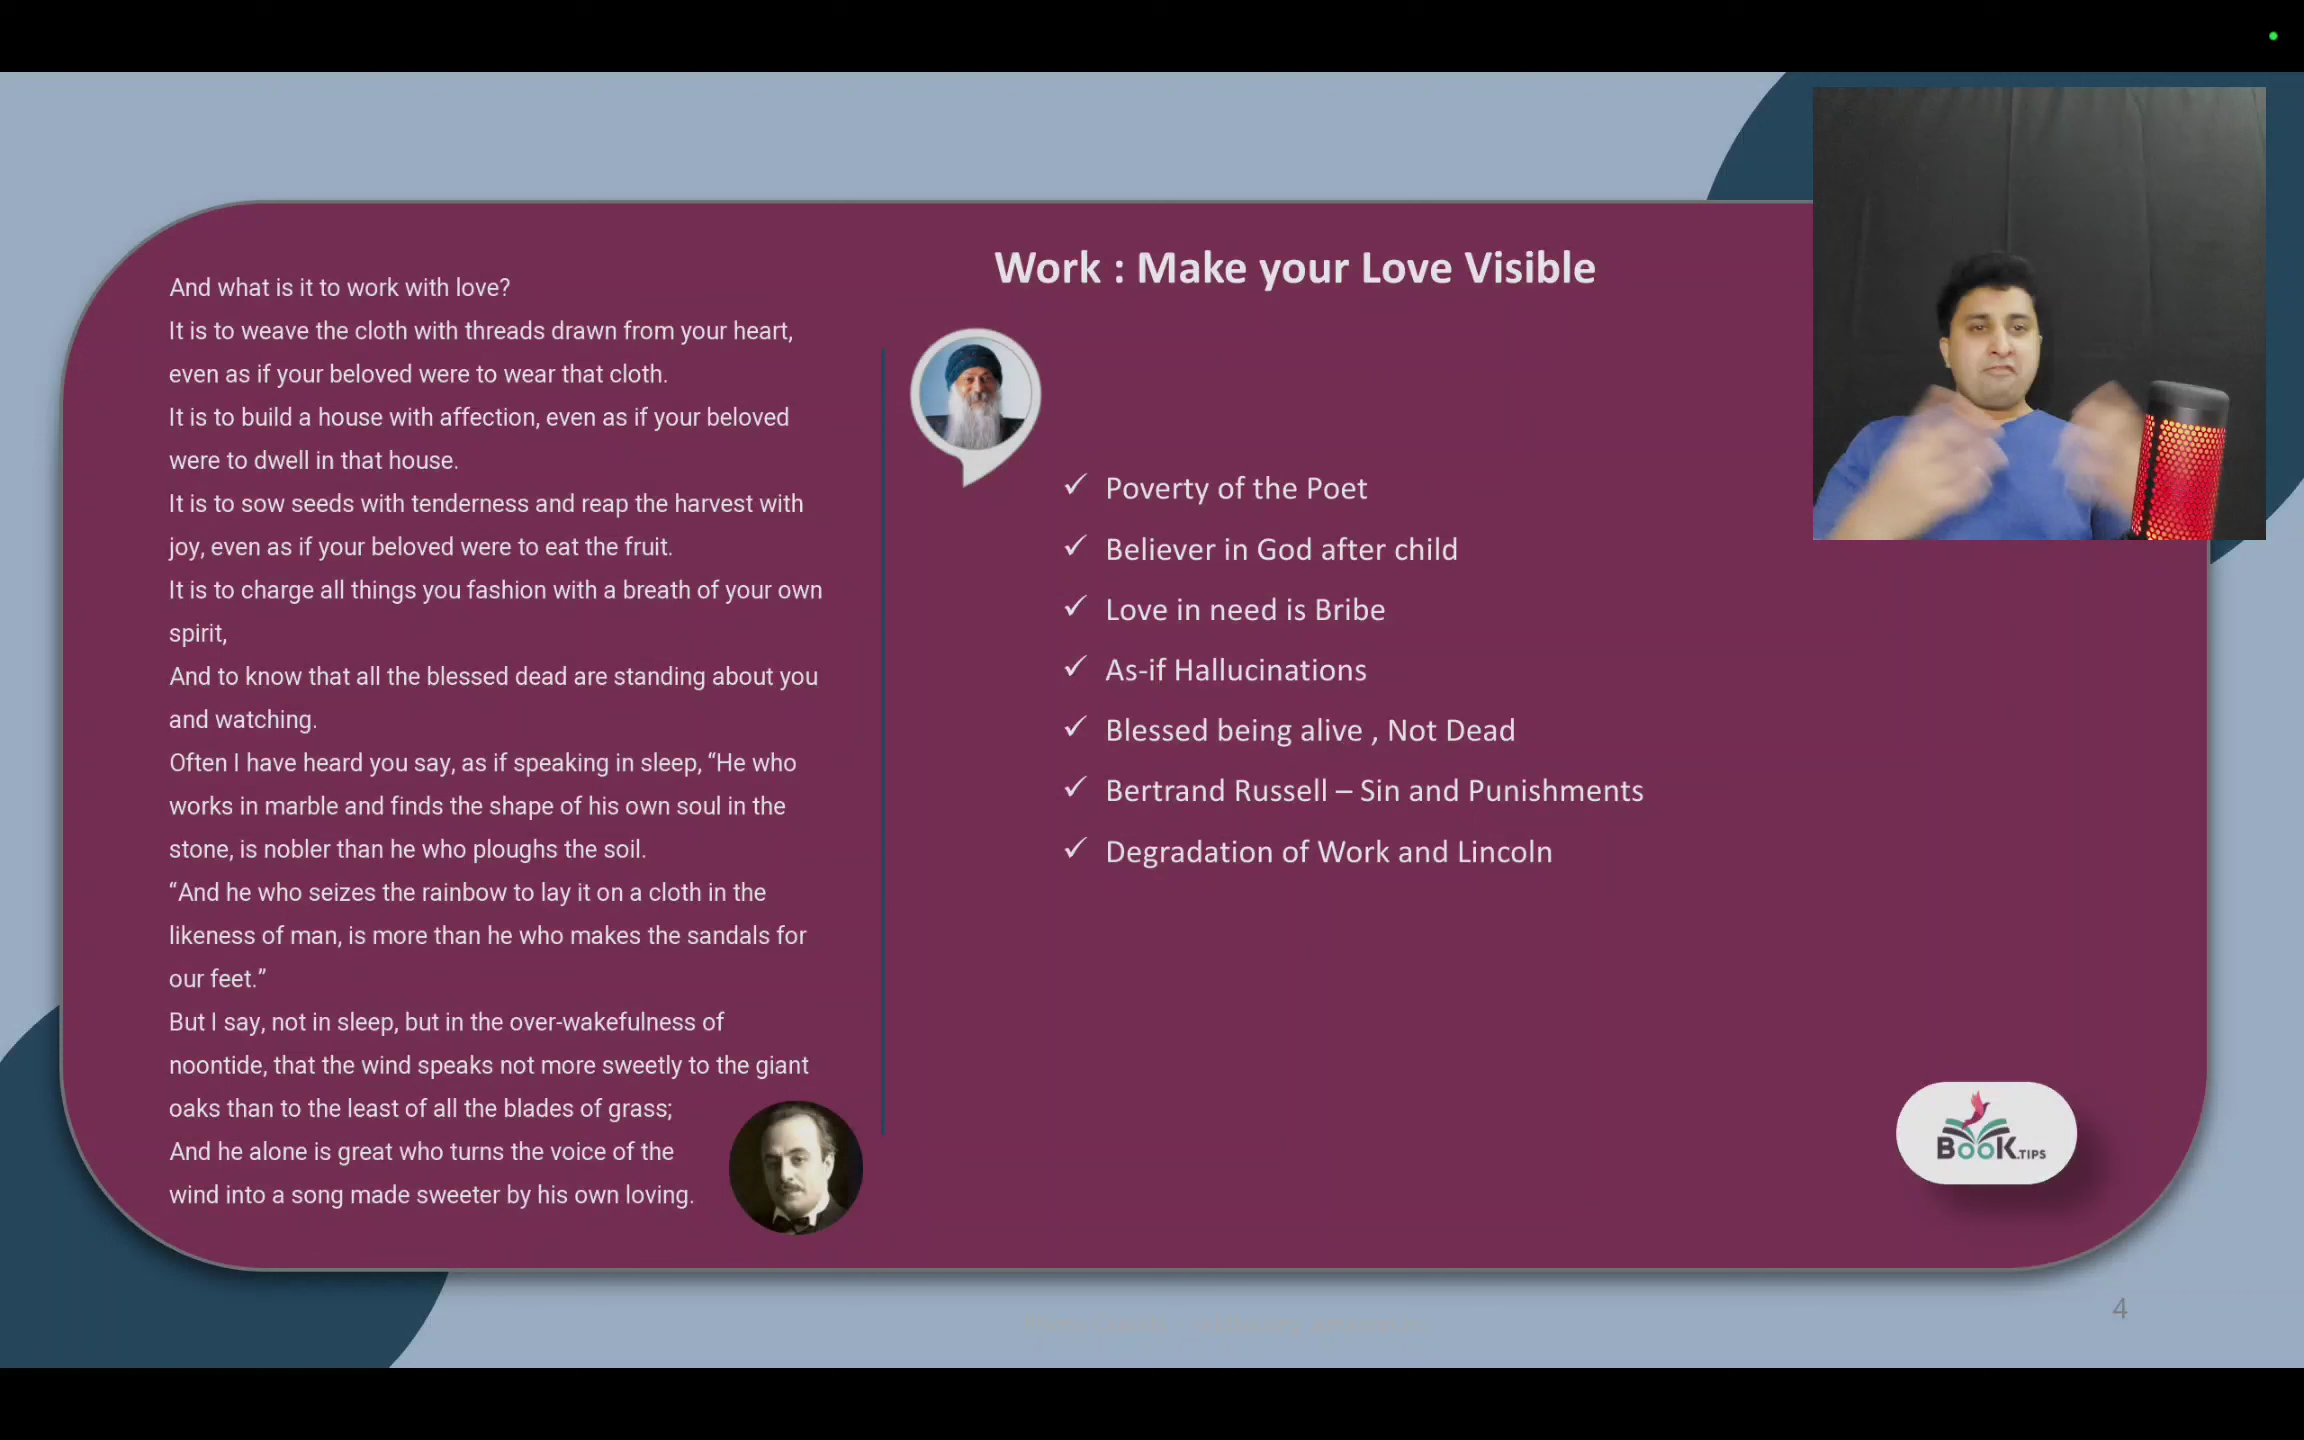 And what is it to work with love?
It is to weave the cloth with threads drawn from your heart,
even as if your beloved were to wear that cloth.
It is to build a house with affection, even as if your beloved
were to dwell in that house.
It is to sow seeds with tenderness and reap the harvest with
joy, even as if your beloved were to eat the fruit.
It is to charge all things you fashion with a breath of your own
spirit,
And to know that all the blessed dead are standing about you
and watching.
Often I have heard you say, as if speaking in sleep, “He who
works in marble and finds the shape of his own soul in the
stone, is nobler than he who ploughs the soil.
“And he who seizes the rainbow to lay it on a cloth in the
likeness of man, is more than he who makes the sandals for
our feet.”
But I say, not in sleep, but in the over-wakefulness of
noontide, that the wind speaks not more sweetly to the giant
oaks than to the least of all the blades of grass;
And he alone is great who turns the voice of the
wind into a song made sweeter by his own loving.
Work : Make your Love Visible
✓ Poverty of the Poet
✓ Believer in God after child
✓ Love in need is Bribe
✓ As-if Hallucinations
✓ Blessed being alive , Not Dead
✓ Bertrand Russell – Sin and Punishments
✓ Degradation of Work and Lincoln
BOOK.TIPS
4